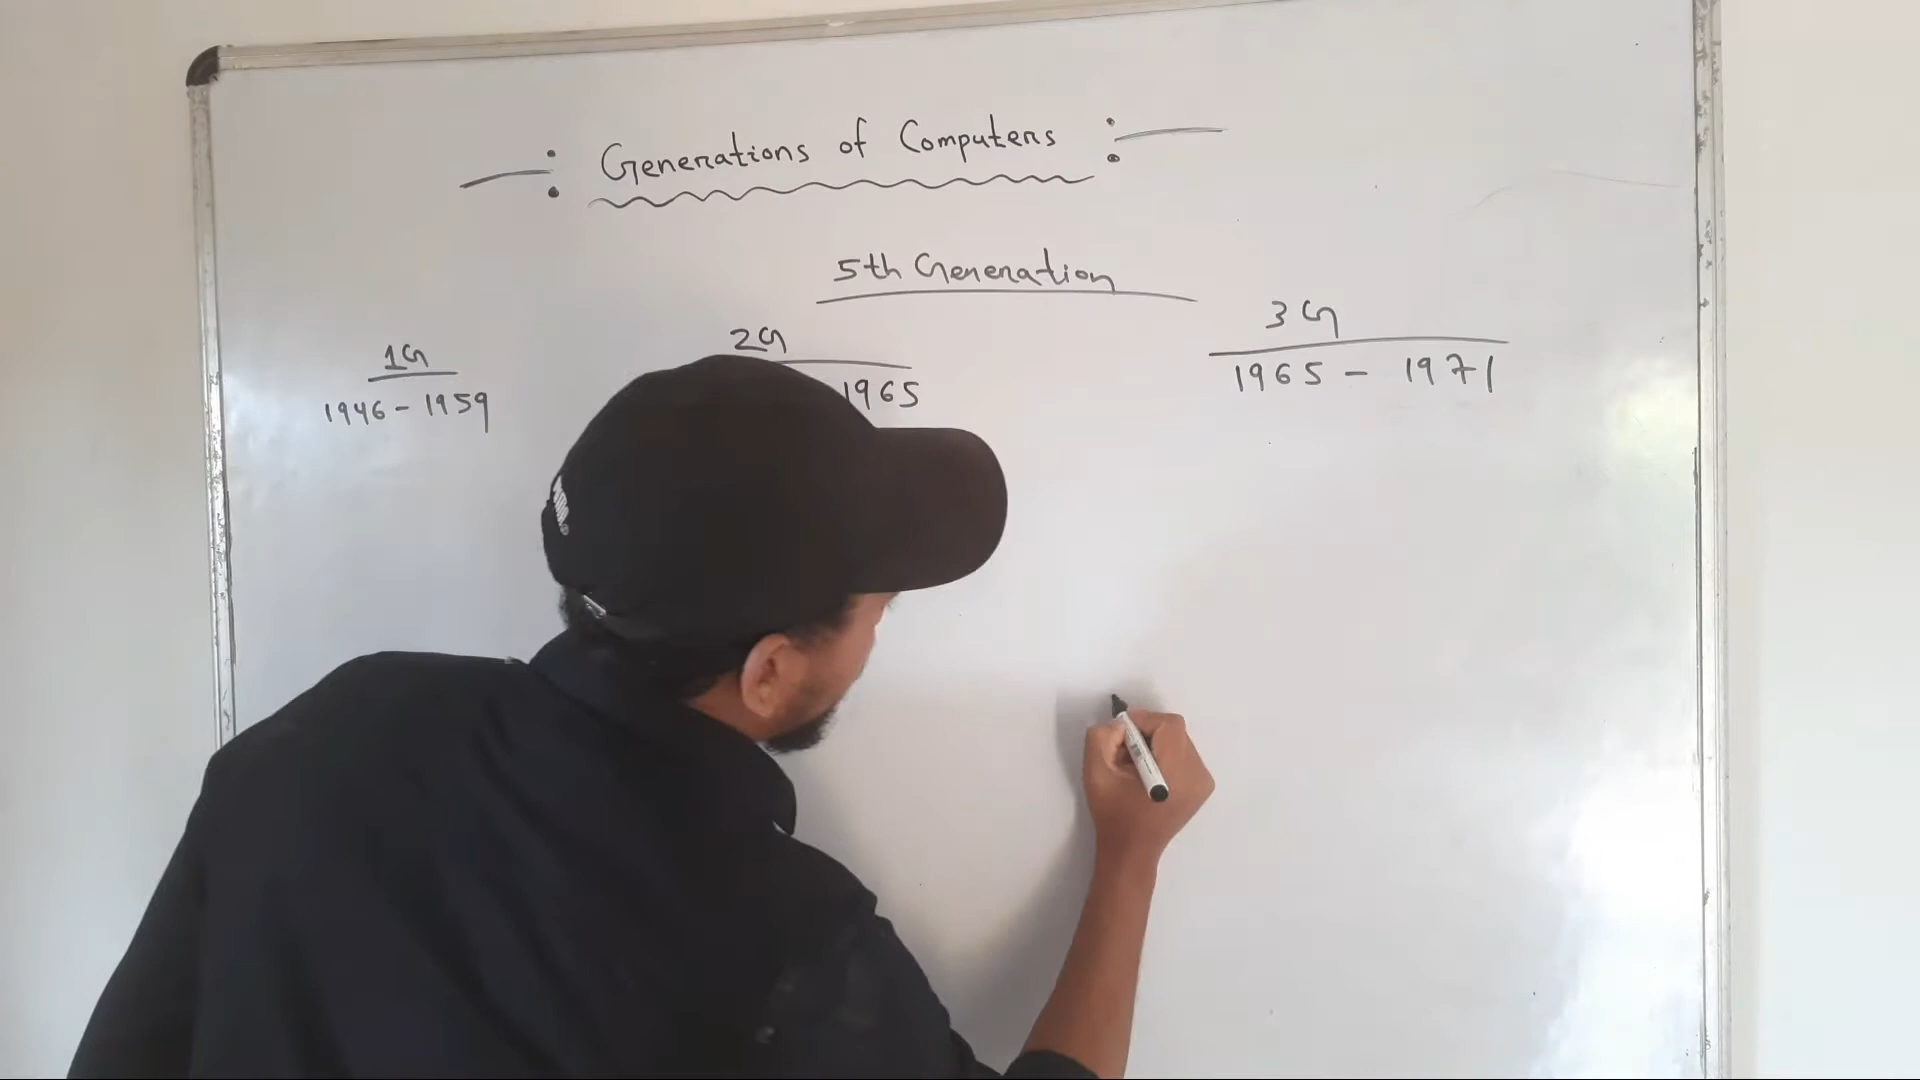 Generations of Computers
5th Generation
1G
1946 - 1959
2G
1965
3G
1965 - 1971